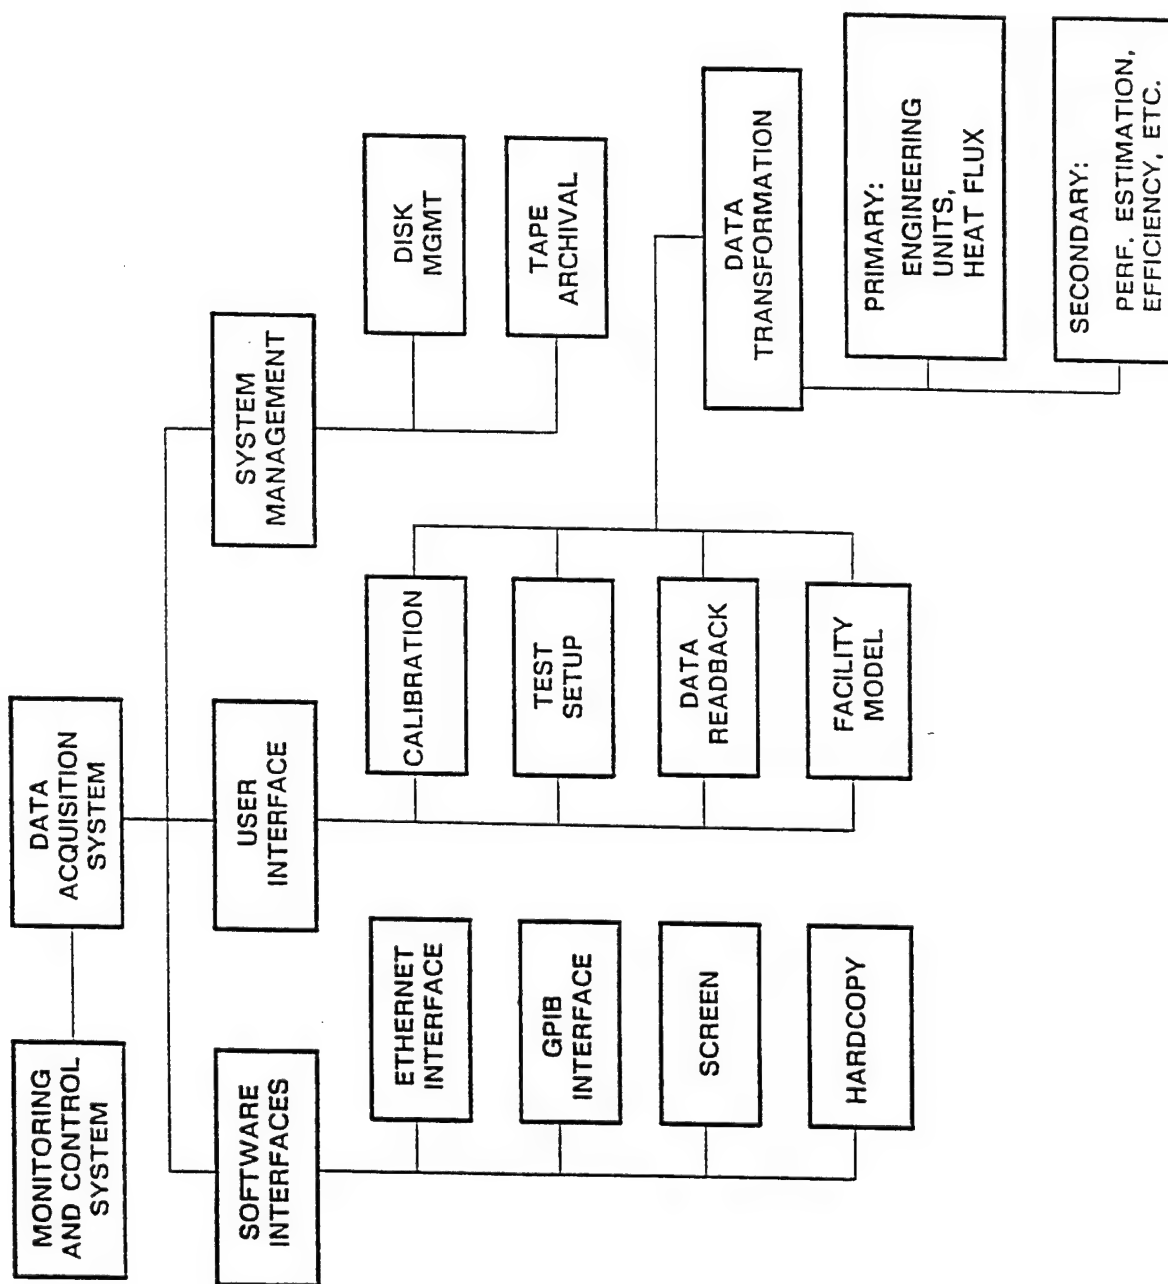 MONITORING
AND CONTROL
SYSTEM
DATA
ACQUISITION
SYSTEM
SOFTWARE
INTERFACES
USER
INTERFACE
SYSTEM
MANAGEMENT
ETHERNET
INTERFACE
GPIB
INTERFACE
SCREEN
HARDCOPY
CALIBRATION
TEST
SETUP
DATA
READBACK
FACILITY
MODEL
DISK
MGMT
TAPE
ARCHIVAL
DATA
TRANSFORMATION
PRIMARY:
ENGINEERING
UNITS,
HEAT FLUX
SECONDARY:
PERF. ESTIMATION,
EFFICIENCY, ETC.